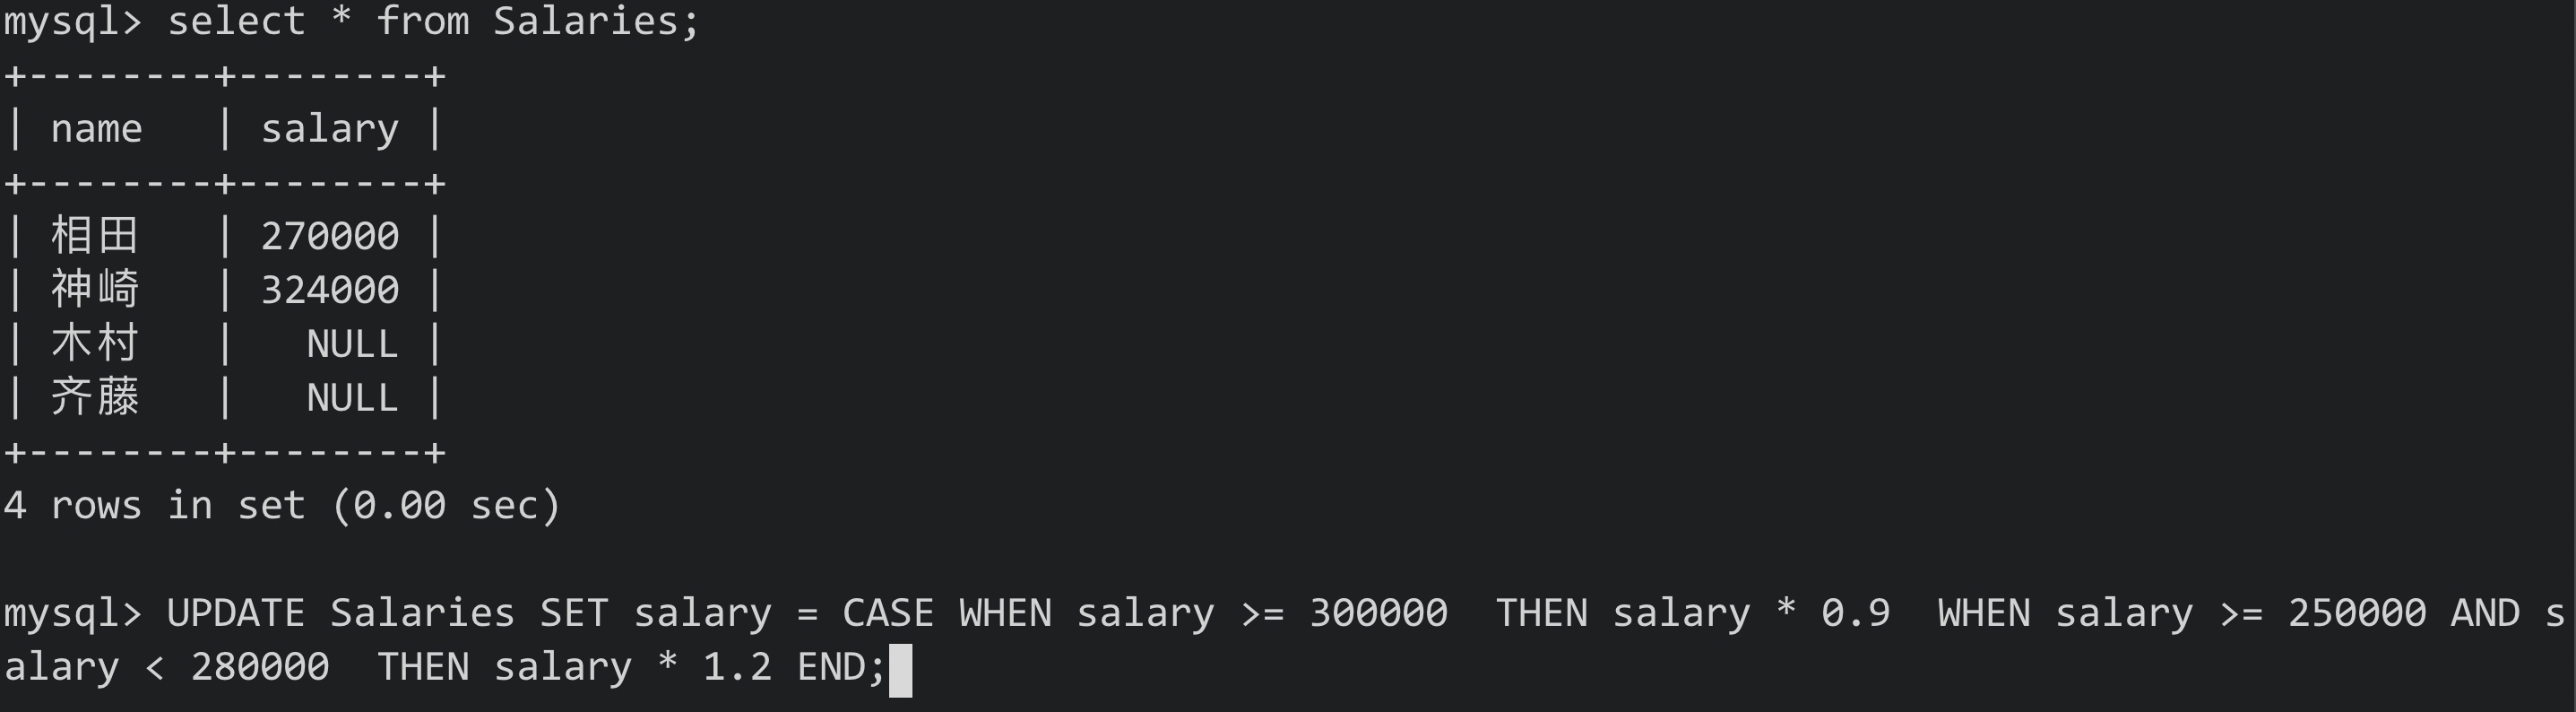 mysql> select * from Salaries;
+--------+--------+
| name   | salary |
+--------+--------+
| 相田   | 270000 |
| 神崎   | 324000 |
| 木村   |   NULL |
| 齐藤   |   NULL |
+--------+--------+
4 rows in set (0.00 sec)

mysql> UPDATE Salaries SET salary = CASE WHEN salary >= 300000  THEN salary * 0.9  WHEN salary >= 250000 AND s
alary < 280000  THEN salary * 1.2 END;